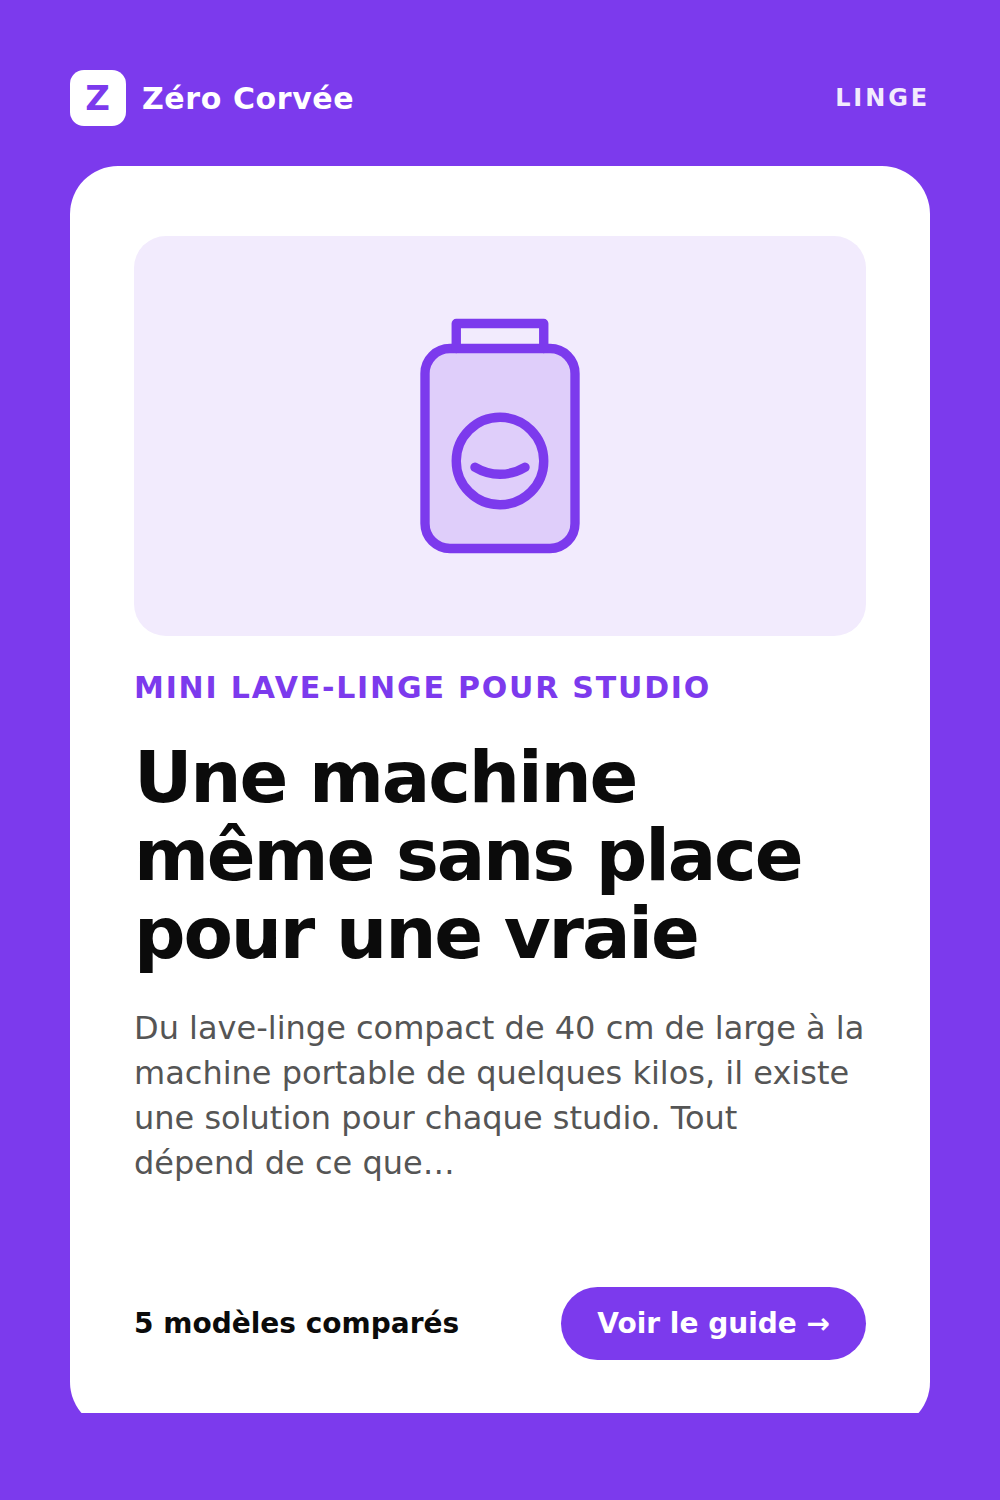 Z Zéro Corvée
LINGE
MINI LAVE-LINGE POUR STUDIO
Une machine
même sans place
pour une vraie
Du lave-linge compact de 40 cm de large à la
machine portable de quelques kilos, il existe
une solution pour chaque studio. Tout
dépend de ce que…
5 modèles comparés
Voir le guide →